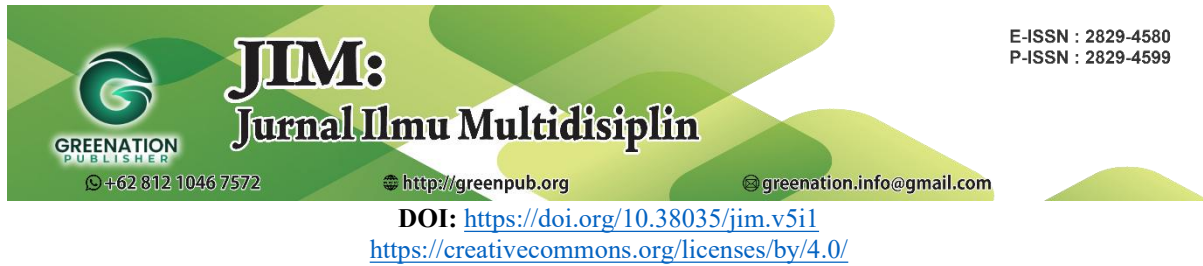 E-ISSN : 2829-4580
P-ISSN : 2829-4599
JIM:
Jurnal Ilmu Multidisiplin
G
GREENATION
PUBLISHER
+62 812 1046 7572
http://greenpub.org
greenation.info@gmail.com
DOI: https://doi.org/10.38035/jim.v5i1
https://creativecommons.org/licenses/by/4.0/